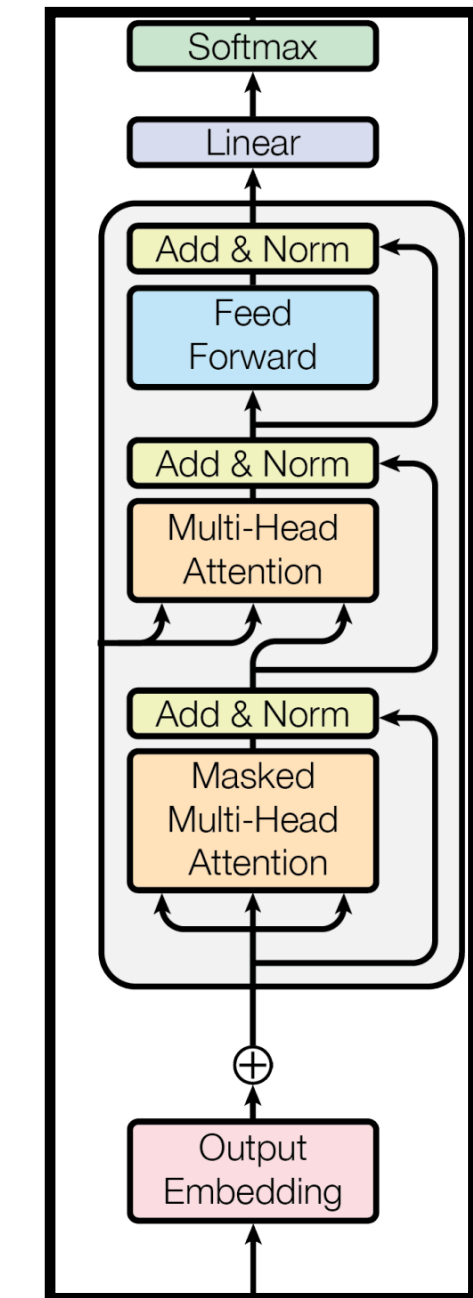 Softmax
Linear
Add & Norm
Feed
Forward
Add & Norm
Multi-Head
Attention
Add & Norm
Masked
Multi-Head
Attention
Output
Embedding